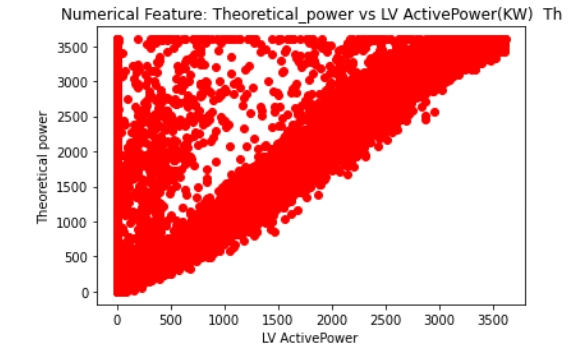 Numerical Feature: Theoretical_power vs LV ActivePower(KW) Th
3500
3000
2500
2000
1500
1000
500
0
Theoretical power
0 500 1000 1500 2000 2500 3000 3500
LV ActivePower